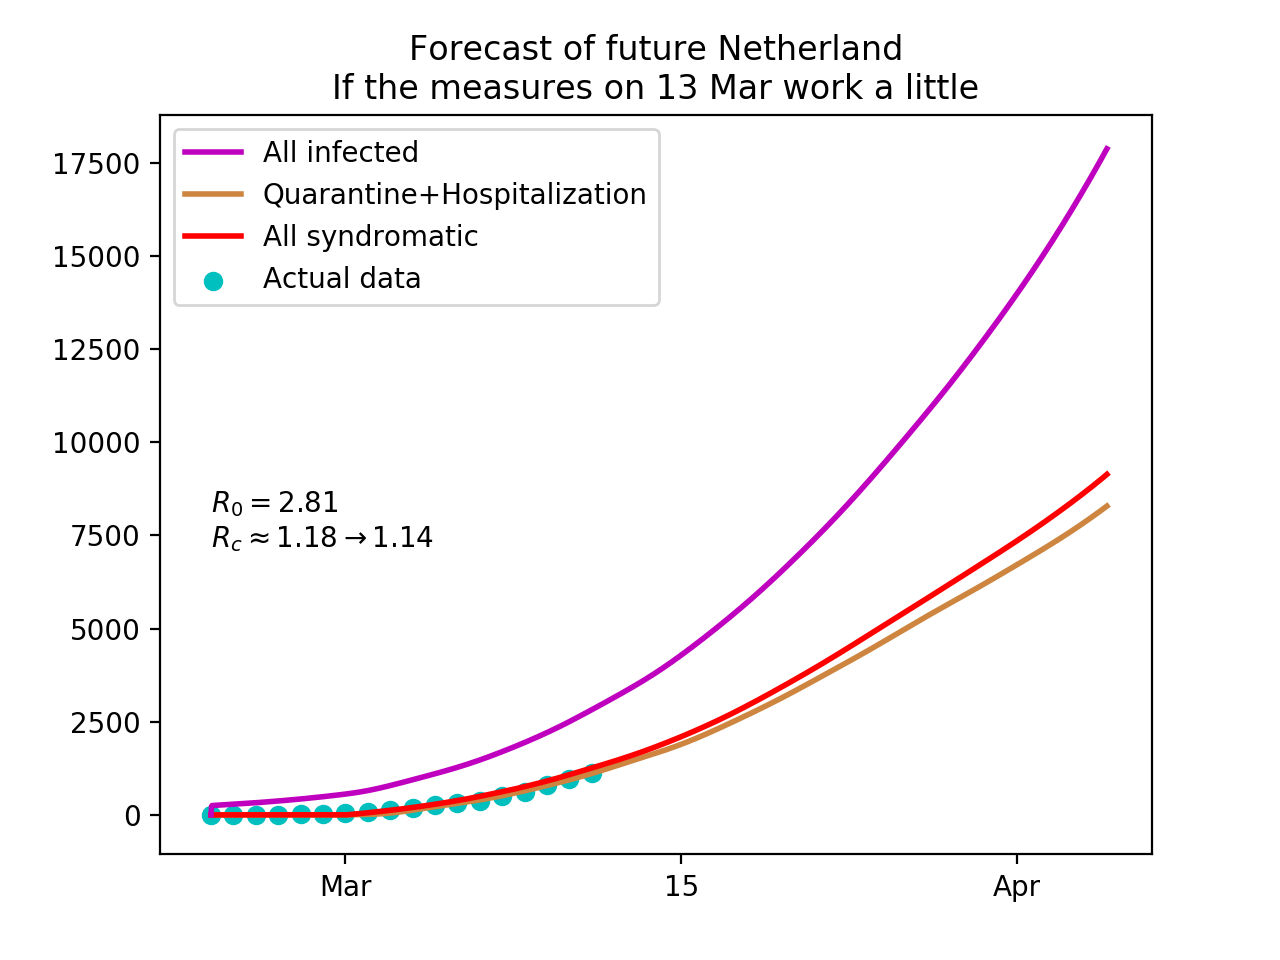 Forecast of future Netherland
If the measures on 13 Mar work a little
All infected
Quarantine+Hospitalization
All syndromatic
Actual data
17500
15000
12500
10000
7500
5000
2500
0
R₀ = 2.81
R_c ≈ 1.18 → 1.14
Mar
15
Apr